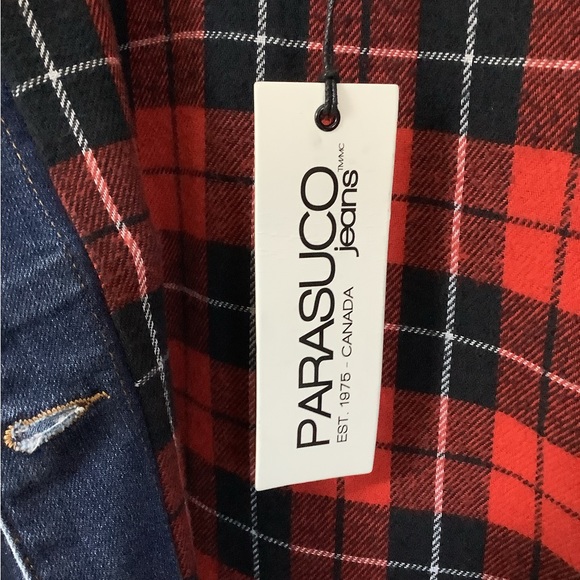 PARASUCO
jeans TM/MC
EST. 1975 - CANADA